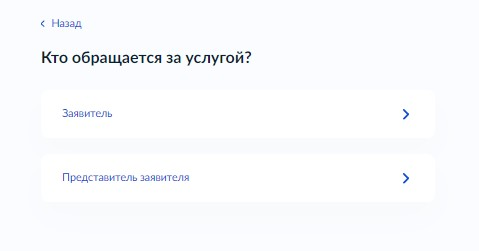 Назад
Кто обращается за услугой?
Заявитель
Представитель заявителя